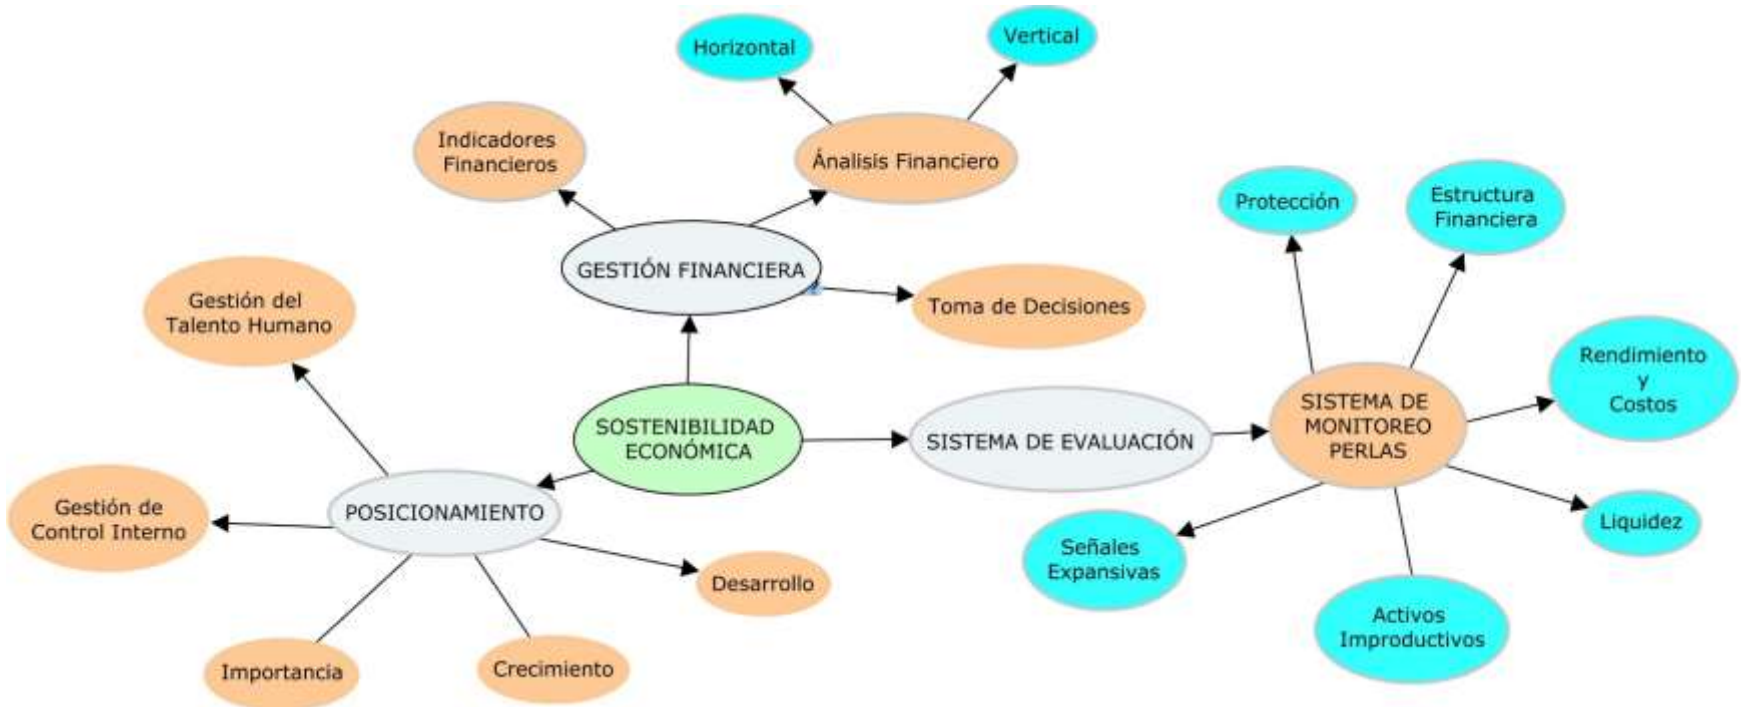 Horizontal
Vertical
Indicadores
Financieros
Ánalisis Financiero
Protección
Estructura
Financiera
GESTIÓN FINANCIERA
Toma de Decisiones
Gestión del
Talento Humano
Rendimiento
y
Costos
SOSTENIBILIDAD
ECONÓMICA
SISTEMA DE EVALUACIÓN
SISTEMA DE
MONITOREO
PERLAS
POSICIONAMIENTO
Gestión de
Control Interno
Liquidez
Señales
Expansivas
Desarrollo
Activos
Improductivos
Importancia
Crecimiento